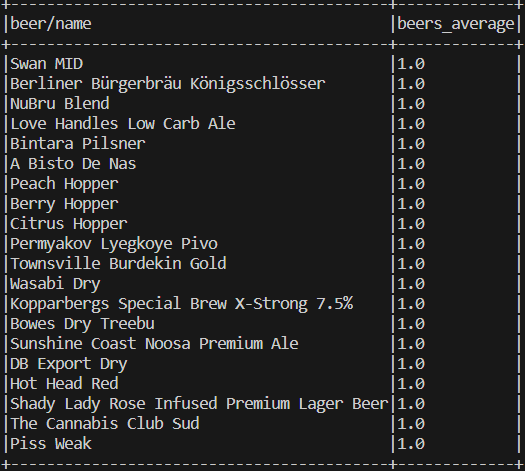 beer/name beers_average
Swan MID 1.0
Berliner Bürgerbräu Königsschlösser 1.0
NuBru Blend 1.0
Love Handles Low Carb Ale 1.0
Bintara Pilsner 1.0
A Bisto De Nas 1.0
Peach Hopper 1.0
Berry Hopper 1.0
Citrus Hopper 1.0
Permyakov Lyegkoye Pivo 1.0
Townsville Burdekin Gold 1.0
Wasabi Dry 1.0
Kopparbergs Special Brew X-Strong 7.5% 1.0
Bowes Dry Treebu 1.0
Sunshine Coast Noosa Premium Ale 1.0
DB Export Dry 1.0
Hot Head Red 1.0
Shady Lady Rose Infused Premium Lager Beer 1.0
The Cannabis Club Sud 1.0
Piss Weak 1.0